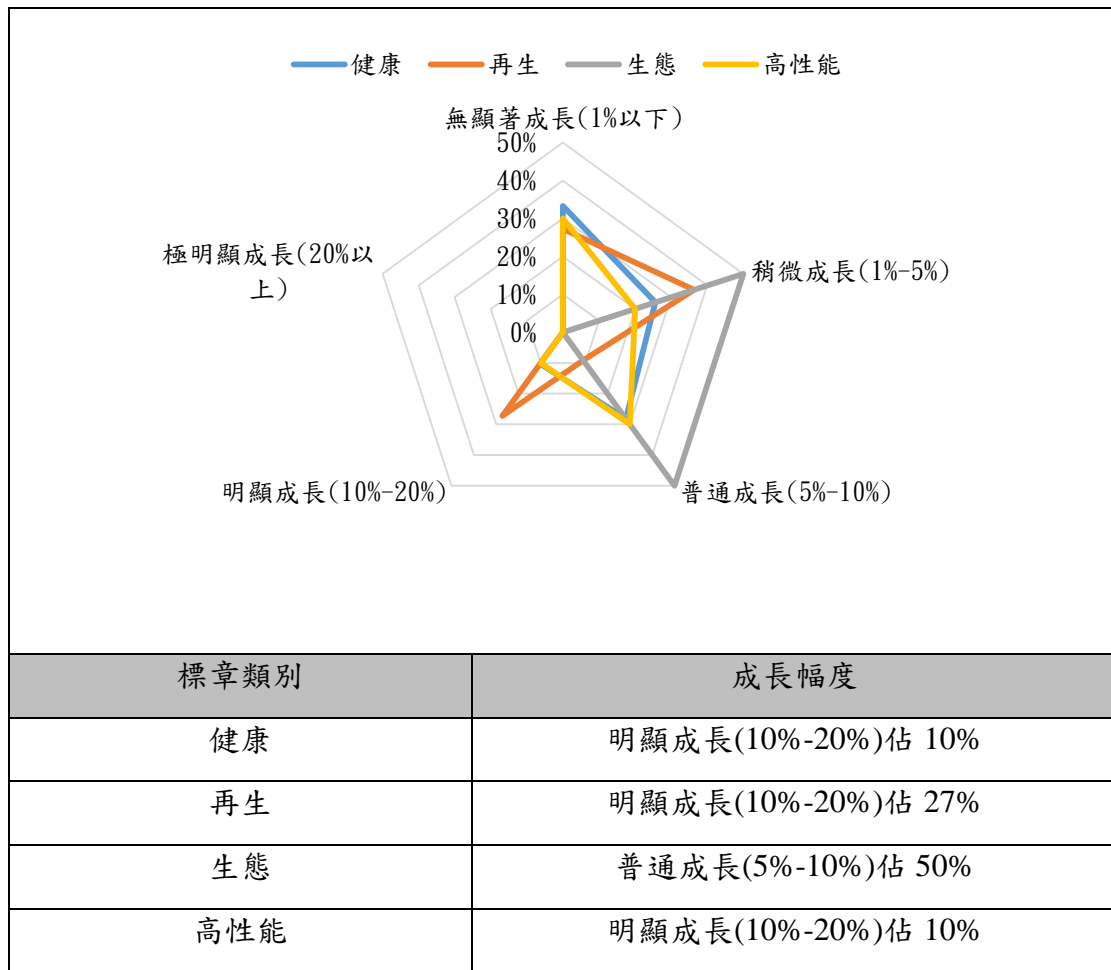 健康 再生 生態 高性能
無顯著成長(1%以下)
50%
40%
30%
20%
10%
0%
極明顯成長(20%以
上)
稍微成長(1%-5%)
明顯成長(10%-20%)
普通成長(5%-10%)
標章類別 成長幅度
健康 明顯成長(10%-20%)佔 10%
再生 明顯成長(10%-20%)佔 27%
生態 普通成長(5%-10%)佔 50%
高性能 明顯成長(10%-20%)佔 10%